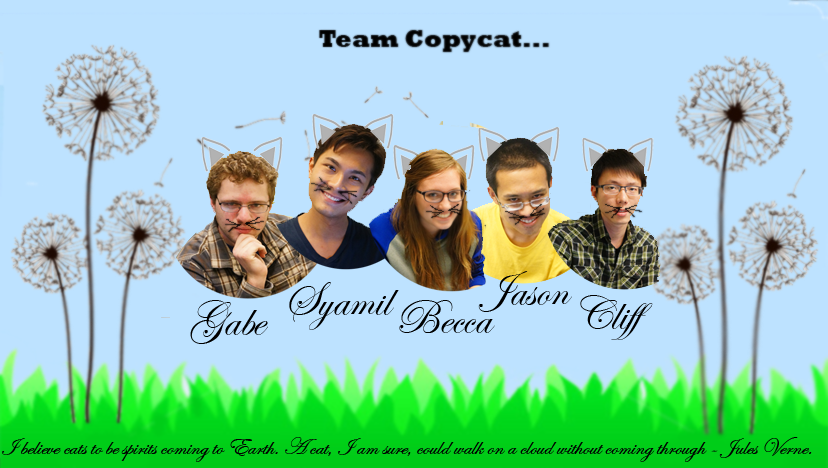 Team Copycat...
Gabe
Syamil
Becca
Jason
Cliff
I believe cats to be spirits coming to Earth. A cat, I am sure, could walk on a cloud without coming through - Jules Verne.